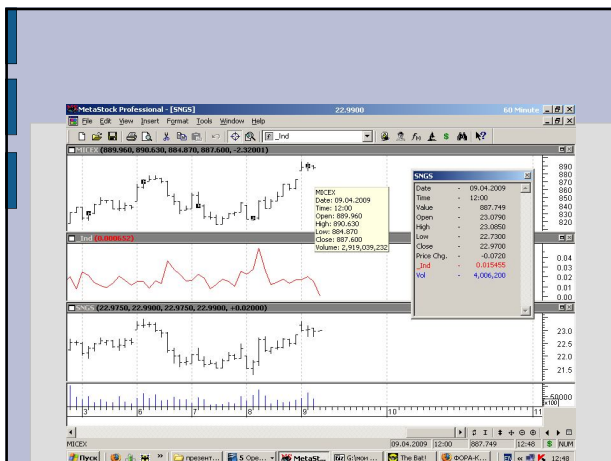 MetaStock Professional - [SNGS] 22.9900 60 Minute
File Edit View Insert Format Tools Window Help
_Ind
MICEX (889.960, 890.630, 884.870, 887.600, -2.32001)
890
880
870
860
850
840
830
820
MICEX
Date: 09.04.2009
Time: 12:00
Open: 889.960
High: 890.630
Low: 884.870
Close: 887.600
Volume: 2,919,039,232
SNGS
Date - 09.04.2009
Time - 12:00
Value - 887.749
Open - 23.0790
High - 23.0850
Low - 22.7300
Close - 22.9700
Price Chg. - -0.0720
_Ind - 0.015455
Vol - 4,006,200
_Ind (0.000652)
0.04
0.03
0.02
0.01
0.00
SNGS (22.9750, 22.9900, 22.9750, 22.9900, +0.02000)
23.0
22.5
22.0
21.5
50000
x100
3 6 7 8 9 10 11
MICEX 09.04.2009 12:00 887.749 12:48 $ NUM
Пуск » презент... 5 Ope... MetaSt... G:\мои ... The Bat! ФОРА-К... « 12:48